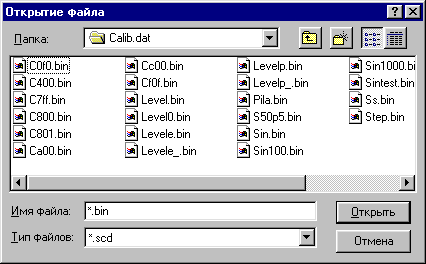 Открытие файла
Папка: Calib.dat
C0f0.bin Cc00.bin Levelp.bin Sin1000.bi
C400.bin Cf0f.bin Levelp_.bin Sintest.bin
C7ff.bin Level.bin Pila.bin Ss.bin
C800.bin Level0.bin S50p5.bin Step.bin
C801.bin Levele.bin Sin.bin
Ca00.bin Levele_.bin Sin100.bin
Имя файла: *.bin Открыть
Тип файлов: *.scd Отмена